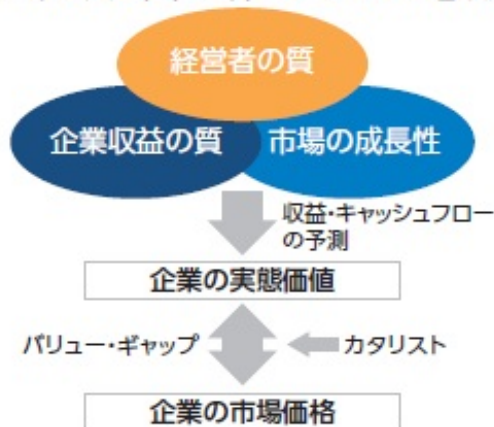 経営者の質
企業収益の質
市場の成長性
収益・キャッシュフロー
の予測
企業の実態価値
バリュー・ギャップ
カタリスト
企業の市場価格